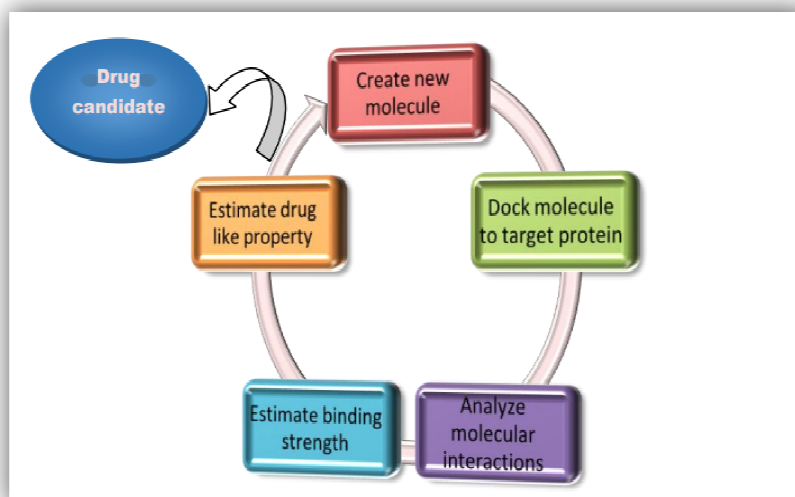 Drug
candidate
Create new
molecule
Dock molecule
to target protein
Analyze
molecular
interactions
Estimate binding
strength
Estimate drug
like property